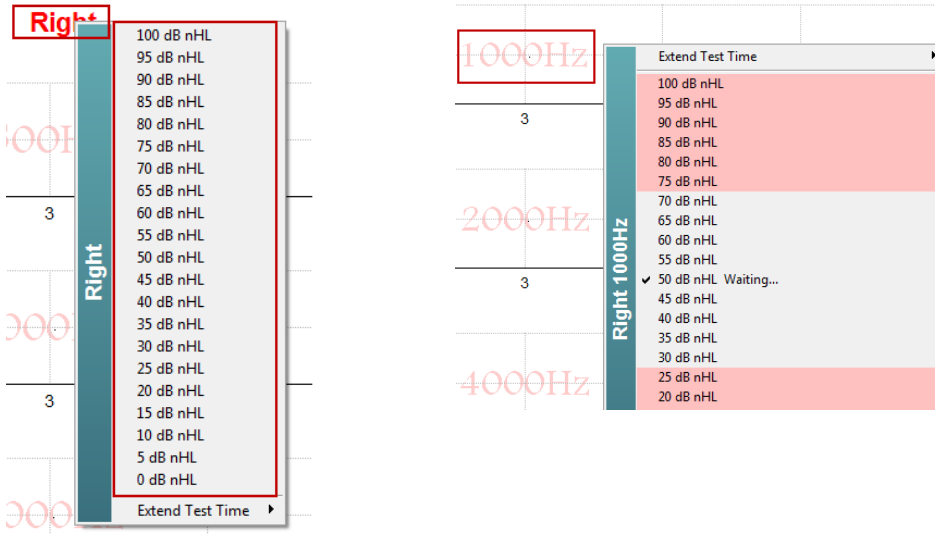 Right
100 dB nHL
95 dB nHL
90 dB nHL
85 dB nHL
80 dB nHL
75 dB nHL
70 dB nHL
65 dB nHL
60 dB nHL
55 dB nHL
50 dB nHL
45 dB nHL
40 dB nHL
35 dB nHL
30 dB nHL
25 dB nHL
20 dB nHL
15 dB nHL
10 dB nHL
5 dB nHL
0 dB nHL
Extend Test Time
Right
3
3
1000Hz
3
2000Hz
3
4000Hz
Right 1000Hz
Extend Test Time
100 dB nHL
95 dB nHL
90 dB nHL
85 dB nHL
80 dB nHL
75 dB nHL
70 dB nHL
65 dB nHL
60 dB nHL
55 dB nHL
✔ 50 dB nHL Waiting...
45 dB nHL
40 dB nHL
35 dB nHL
30 dB nHL
25 dB nHL
20 dB nHL